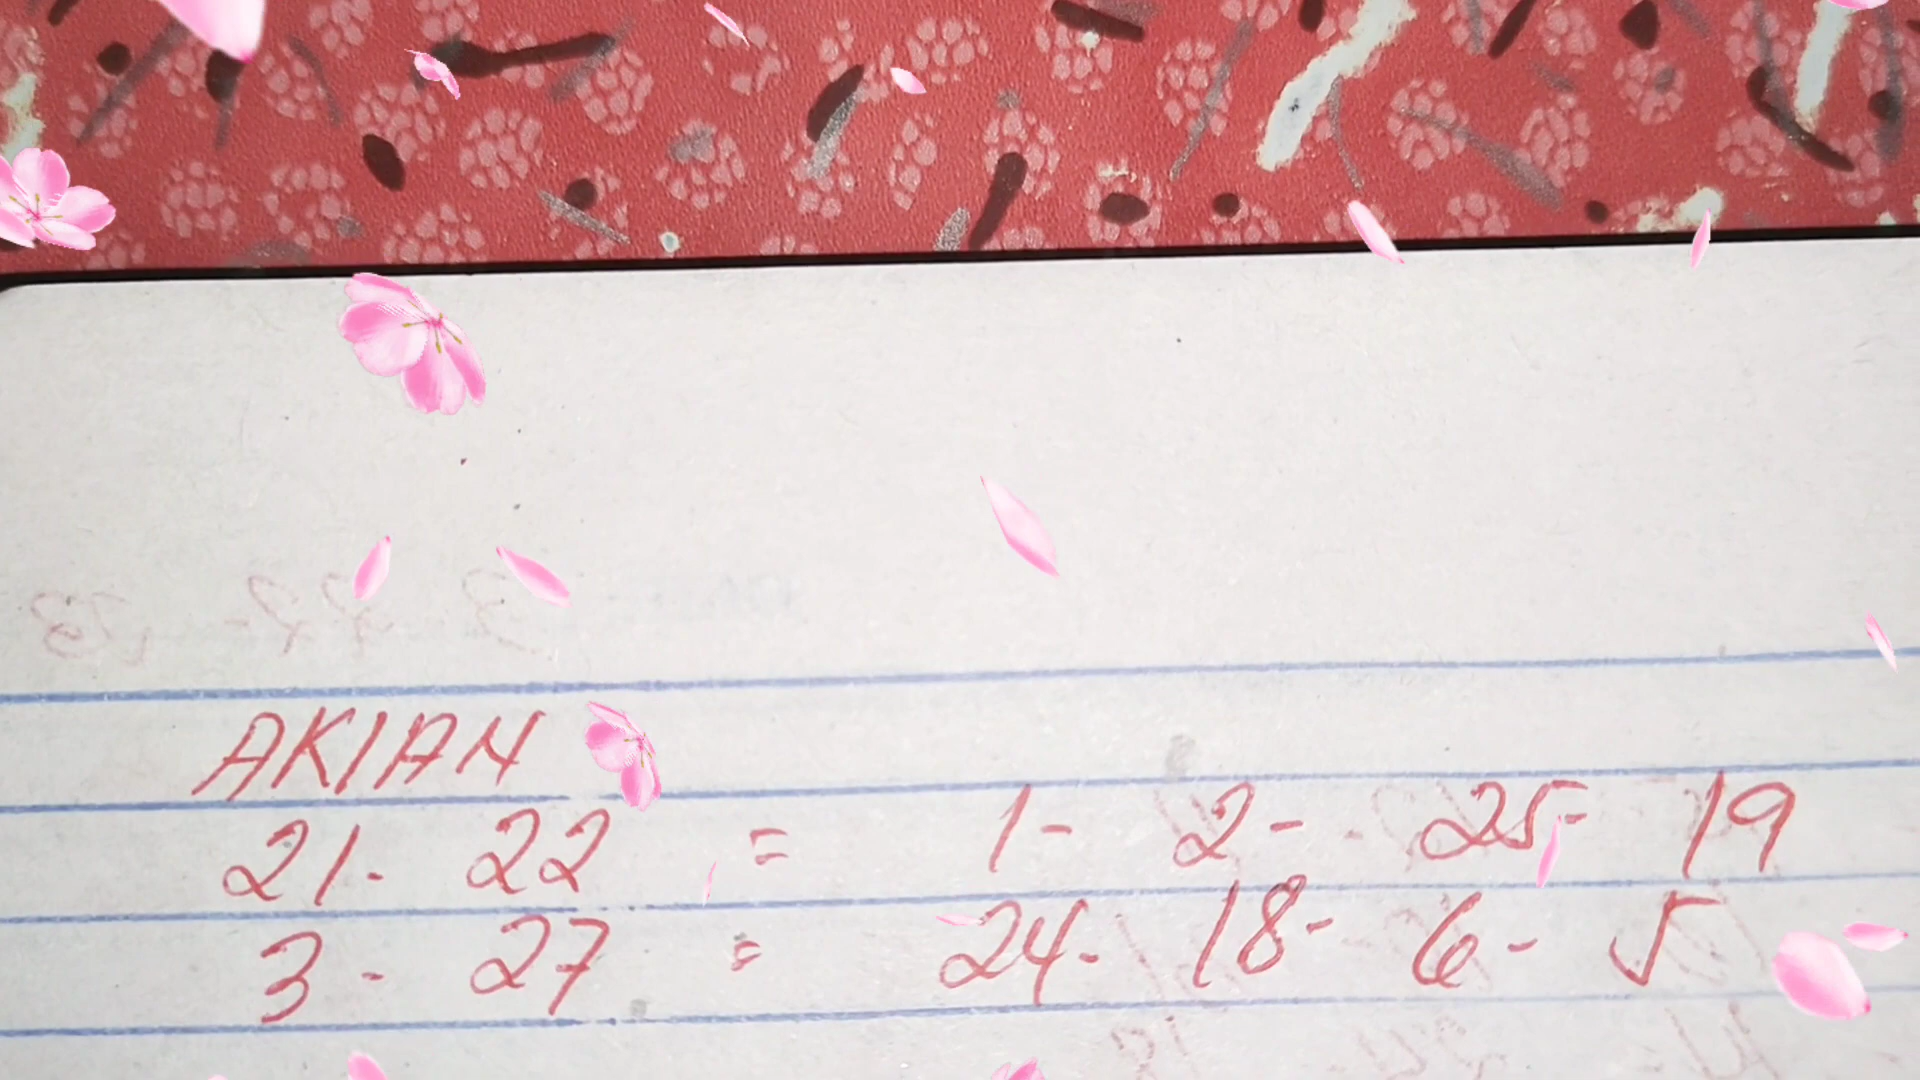 AKIAN
21. 22 = 1- 2- 25- 19
3- 27 = 24- 18- 6- 5